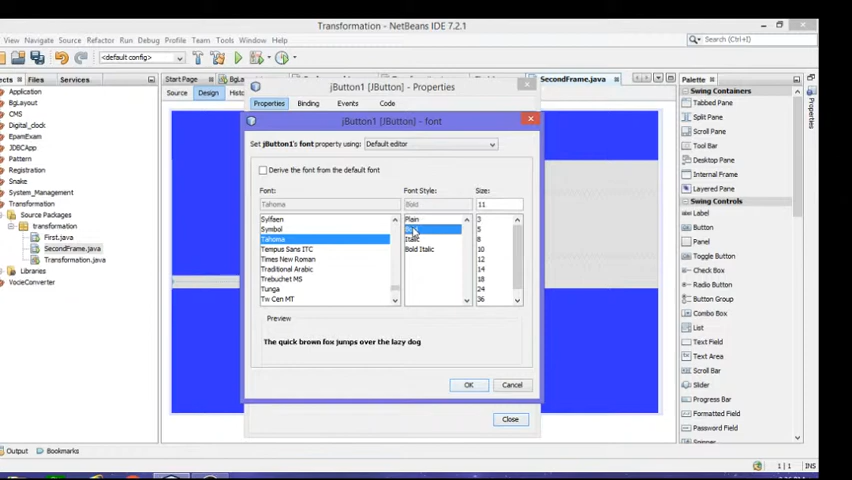 Transformation - NetBeans IDE 7.2.1
View Navigate Source Refactor Run Debug Profile Team Tools Window Help
<default config>
Search (Ctrl+I)
Files Services
Start Page
SecondFrame.java
Palette
Source Design
jButton1 [JButton] - Properties
Properties Binding Events Code
jButton1 [JButton] - font
Set jButton1's font property using: Default editor
Derive the font from the default font
Font: Font Style: Size:
Tahoma Bold 11
Sylfaen Plain 3
Symbol 5
Tahoma Italic 8
Tempus Sans ITC Bold Italic 10
Times New Roman 12
Traditional Arabic 14
Trebuchet MS 18
Tunga 24
Tw Cen MT 36
Preview
The quick brown fox jumps over the lazy dog
OK Cancel
Close
Application
BgLayout
CMS
Digital_clock
EpamExam
JDBCApp
Pattern
Registration
Snake
System_Management
Transformation
Source Packages
transformation
First.java
SecondFrame.java
Transformation.java
Libraries
VocieConverter
Swing Containers
Tabbed Pane
Split Pane
Scroll Pane
Tool Bar
Desktop Pane
Internal Frame
Layered Pane
Swing Controls
Label
Button
Panel
Toggle Button
Check Box
Radio Button
Button Group
Combo Box
List
Text Field
Text Area
Scroll Bar
Slider
Progress Bar
Formatted Field
Password Field
Properties
Output Bookmarks
1 | 1 INS